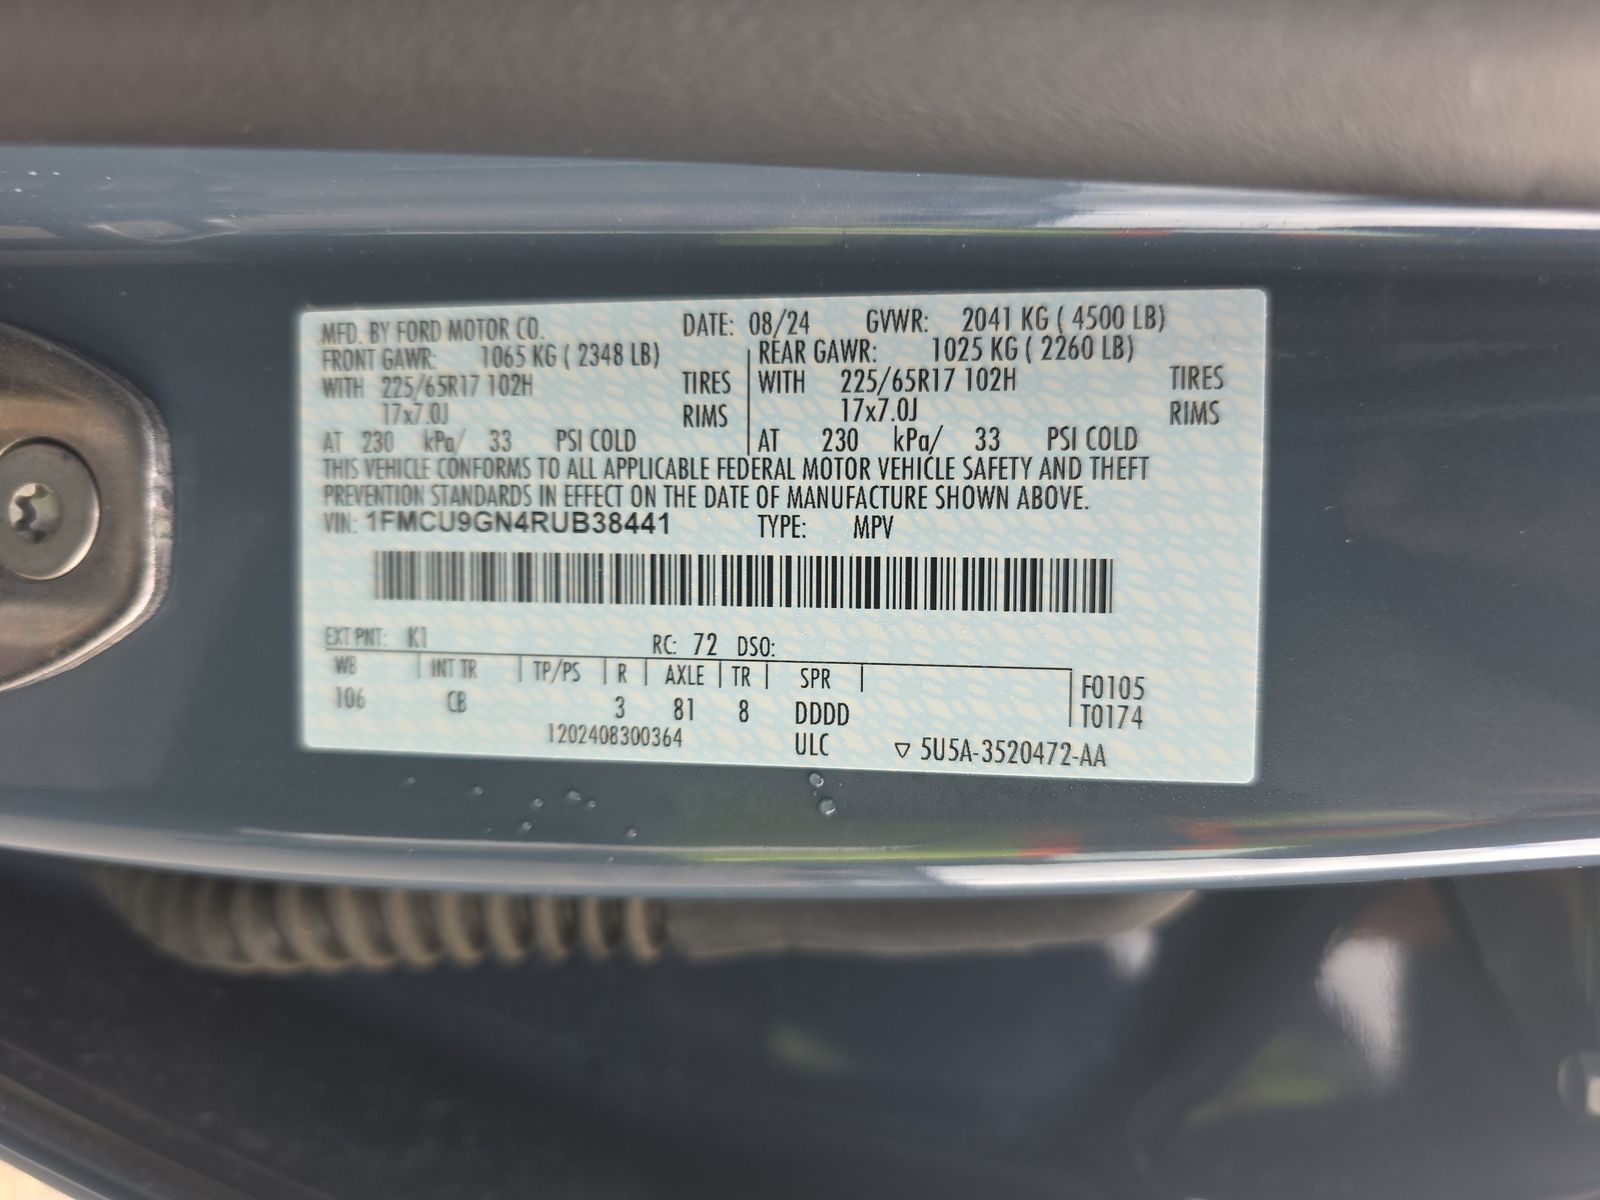 MFD. BY FORD MOTOR CO. DATE: 08/24 GVWR: 2041 KG ( 4500 LB)
FRONT GAWR: 1065 KG ( 2348 LB) REAR GAWR: 1025 KG ( 2260 LB)
WITH 225/65R17 102H TIRES WITH 225/65R17 102H TIRES
17x7.0J RIMS 17x7.0J RIMS
AT 230 kPa/ 33 PSI COLD AT 230 kPa/ 33 PSI COLD
THIS VEHICLE CONFORMS TO ALL APPLICABLE FEDERAL MOTOR VEHICLE SAFETY AND THEFT
PREVENTION STANDARDS IN EFFECT ON THE DATE OF MANUFACTURE SHOWN ABOVE.
VIN: 1FMCU9GN4RUB38441 TYPE: MPV
EXT PNT: K1 RC: 72 DSO:
WB INT TR TP/PS R AXLE TR SPR F0105
106 CB 3 81 8 DDDD T0174
1202408300364 ULC ▽ 5U5A-3520472-AA